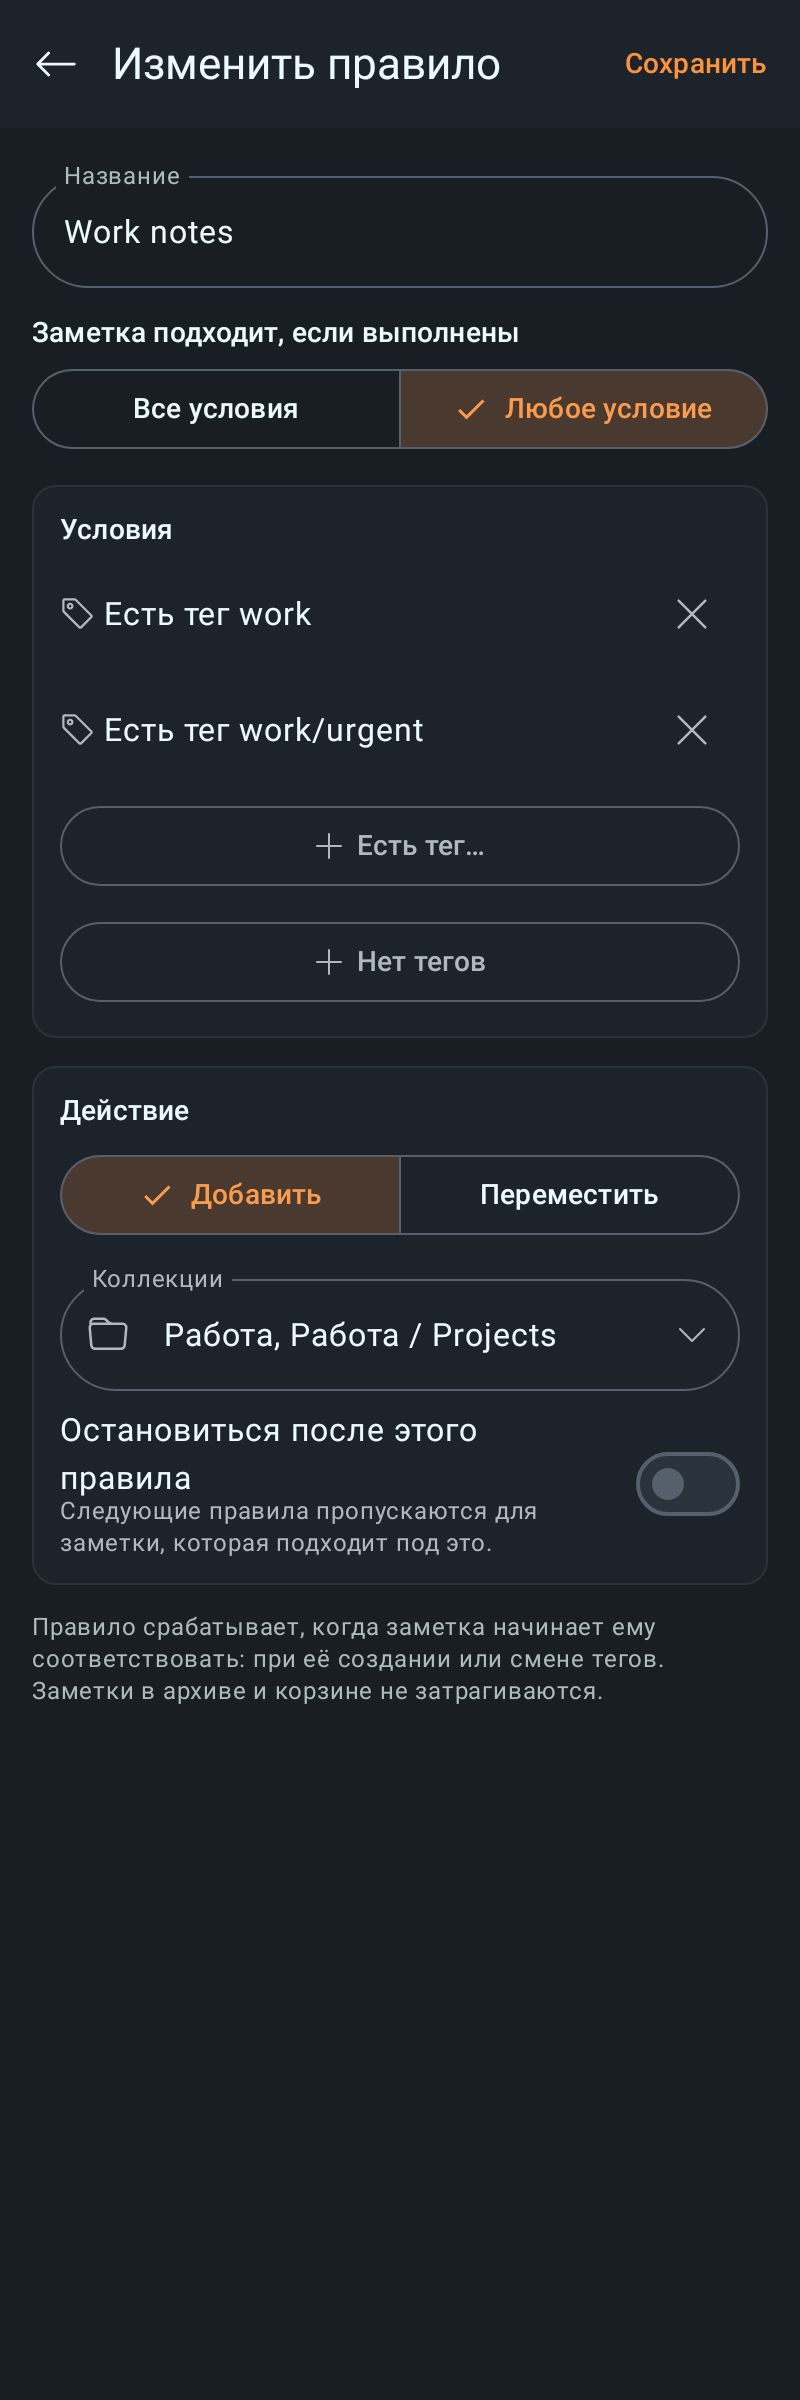 Изменить правило
Сохранить
Название
Work notes
Заметка подходит, если выполнены
Все условия
Любое условие
Условия
Есть тег work
Есть тег work/urgent
Есть тег…
Нет тегов
Действие
Добавить
Переместить
Коллекции
Работа, Работа / Projects
Остановиться после этого
правила
Следующие правила пропускаются для
заметки, которая подходит под это.
Правило срабатывает, когда заметка начинает ему
соответствовать: при её создании или смене тегов.
Заметки в архиве и корзине не затрагиваются.